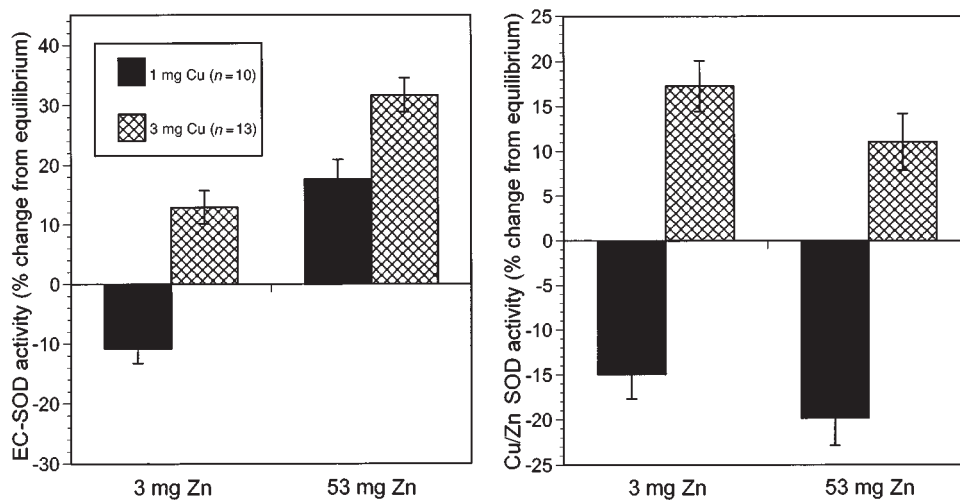 EC-SOD activity (% change from equilibrium)
40
30
20
10
0
-10
-20
-30
1 mg Cu (n = 10)
3 mg Cu (n = 13)
3 mg Zn
53 mg Zn
Cu/Zn SOD activity (% change from equilibrium)
25
20
15
10
5
0
-5
-10
-15
-20
-25
3 mg Zn
53 mg Zn